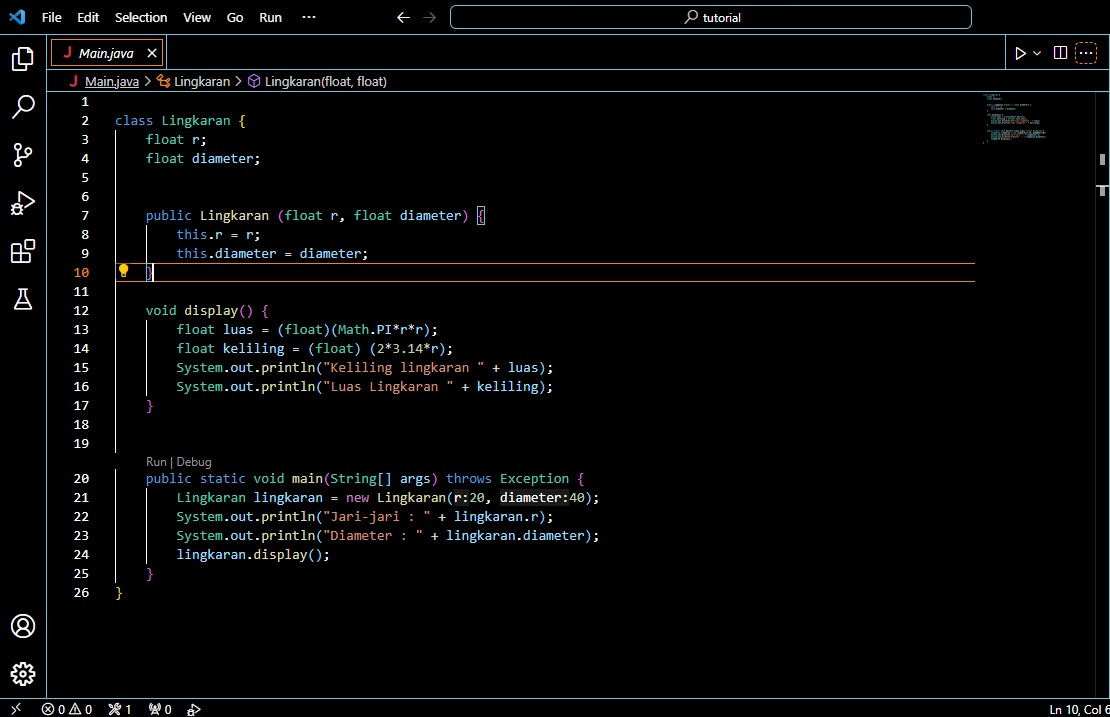 File Edit Selection View Go Run ··· tutorial
J Main.java
J Main.java > Lingkaran > Lingkaran(float, float)
1
2 class Lingkaran {
3     float r;
4     float diameter;
5
6
7     public Lingkaran (float r, float diameter) {
8         this.r = r;
9         this.diameter = diameter;
10     }
11
12     void display() {
13         float luas = (float)(Math.PI*r*r);
14         float keliling = (float) (2*3.14*r);
15         System.out.println("Keliling lingkaran " + luas);
16         System.out.println("Luas Lingkaran " + keliling);
17     }
18
19
Run | Debug
20     public static void main(String[] args) throws Exception {
21         Lingkaran lingkaran = new Lingkaran(r:20, diameter:40);
22         System.out.println("Jari-jari : " + lingkaran.r);
23         System.out.println("Diameter : " + lingkaran.diameter);
24         lingkaran.display();
25     }
26 }
0 0 1 0 Ln 10, Col 6